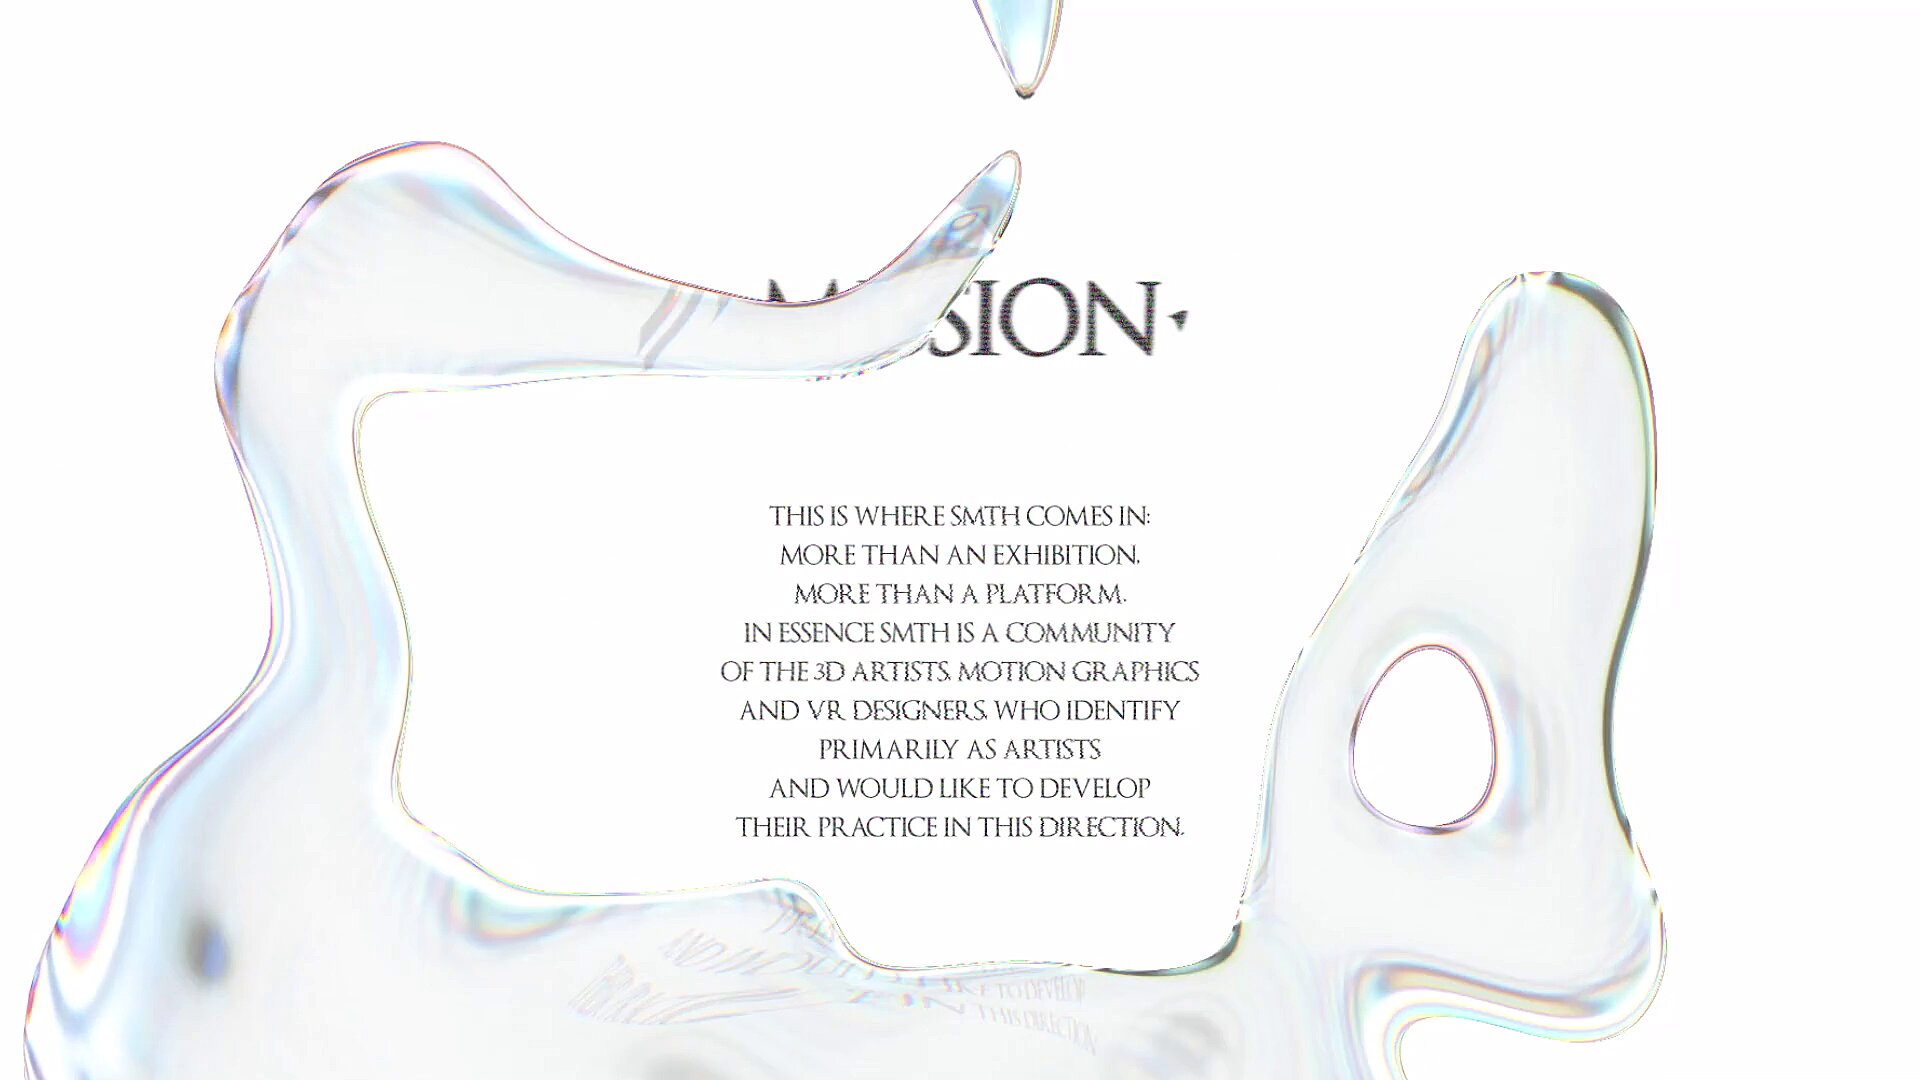 MISSION
THIS IS WHERE SMTH COMES IN:
MORE THAN AN EXHIBITION,
MORE THAN A PLATFORM.
IN ESSENCE SMTH IS A COMMUNITY
OF THE 3D ARTISTS, MOTION GRAPHICS
AND VR DESIGNERS, WHO IDENTIFY
PRIMARILY AS ARTISTS
AND WOULD LIKE TO DEVELOP
THEIR PRACTICE IN THIS DIRECTION.